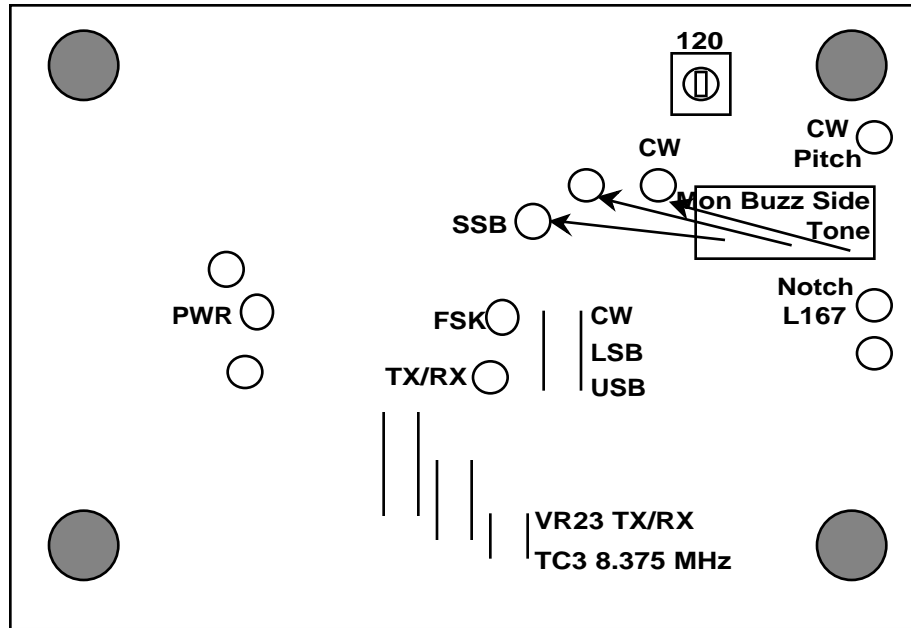 120
CW
Pitch
CW
Mon Buzz Side
Tone
SSB
Notch
L167
PWR
FSK
CW
LSB
USB
TX/RX
VR23 TX/RX
TC3 8.375 MHz